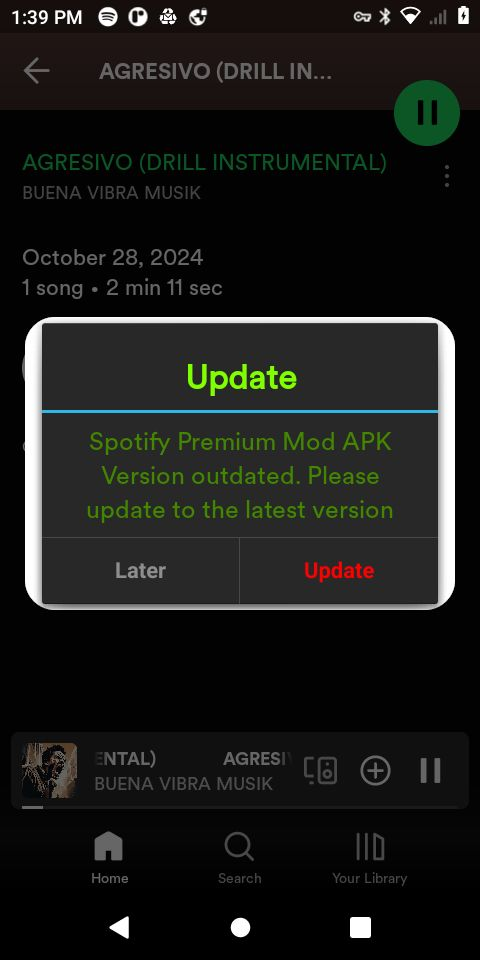 1:39 PM
AGRESIVO (DRILL IN...
AGRESIVO (DRILL INSTRUMENTAL)
BUENA VIBRA MUSIK
October 28, 2024
1 song • 2 min 11 sec
Update
Spotify Premium Mod APK
Version outdated. Please
update to the latest version
Later Update
ENTAL) AGRESIV
BUENA VIBRA MUSIK
Home Search Your Library